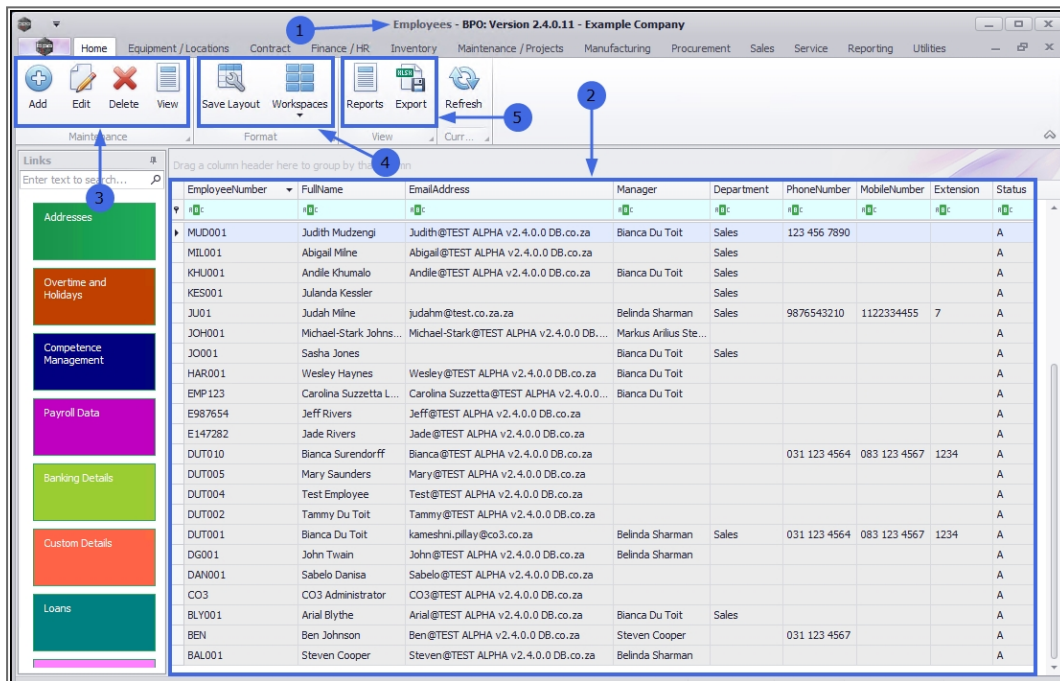 1
Employees - BPO: Version 2.4.0.11 - Example Company
Home Equipment / Locations Contract Finance / HR Inventory Maintenance / Projects Manufacturing Procurement Sales Service Reporting Utilities
Add Edit Delete View Save Layout Workspaces Reports Export Refresh
XLSX
2
5
Maintenance Format View Curr...
4
3
Links
Drag a column header here to group by that column
Enter text to search...
EmployeeNumber FullName EmailAddress Manager Department PhoneNumber MobileNumber Extension Status
ABC ABC ABC ABC ABC ABC ABC ABC ABC
MUD001 Judith Mudzengi Judith@TEST ALPHA v2.4.0.0 DB.co.za Bianca Du Toit Sales 123 456 7890 A
MIL001 Abigail Milne Abigail@TEST ALPHA v2.4.0.0 DB.co.za Sales A
KHU001 Andile Khumalo Andile@TEST ALPHA v2.4.0.0 DB.co.za Bianca Du Toit Sales A
KES001 Julanda Kessler Sales A
JU01 Judah Milne judahm@test.co.za.za Belinda Sharman Sales 9876543210 1122334455 7 A
JOH001 Michael-Stark Johns... Michael-Stark@TEST ALPHA v2.4.0.0 DB.... Markus Arilius Ste... A
JO001 Sasha Jones Bianca Du Toit Sales A
HAR001 Wesley Haynes Wesley@TEST ALPHA v2.4.0.0 DB.co.za Bianca Du Toit A
EMP123 Carolina Suzzetta L... Carolina Suzzetta@TEST ALPHA v2.4.0.0... Bianca Du Toit A
E987654 Jeff Rivers Jeff@TEST ALPHA v2.4.0.0 DB.co.za A
E147282 Jade Rivers Jade@TEST ALPHA v2.4.0.0 DB.co.za A
DUT010 Bianca Surendorff Bianca@TEST ALPHA v2.4.0.0 DB.co.za 031 123 4564 083 123 4567 1234 A
DUT005 Mary Saunders Mary@TEST ALPHA v2.4.0.0 DB.co.za A
DUT004 Test Employee Test@TEST ALPHA v2.4.0.0 DB.co.za A
DUT002 Tammy Du Toit Tammy@TEST ALPHA v2.4.0.0 DB.co.za A
DUT001 Bianca Du Toit kameshni.pillay@co3.co.za Belinda Sharman Sales 031 123 4564 083 123 4567 1234 A
DG001 John Twain John@TEST ALPHA v2.4.0.0 DB.co.za Belinda Sharman A
DAN001 Sabelo Danisa Sabelo@TEST ALPHA v2.4.0.0 DB.co.za A
CO3 CO3 Administrator CO3@TEST ALPHA v2.4.0.0 DB.co.za A
BLY001 Arial Blythe Arial@TEST ALPHA v2.4.0.0 DB.co.za Bianca Du Toit Sales A
BEN Ben Johnson Ben@TEST ALPHA v2.4.0.0 DB.co.za Steven Cooper 031 123 4567 A
BAL001 Steven Cooper Steven@TEST ALPHA v2.4.0.0 DB.co.za Belinda Sharman A
Addresses
Overtime and
Holidays
Competence
Management
Payroll Data
Banking Details
Custom Details
Loans